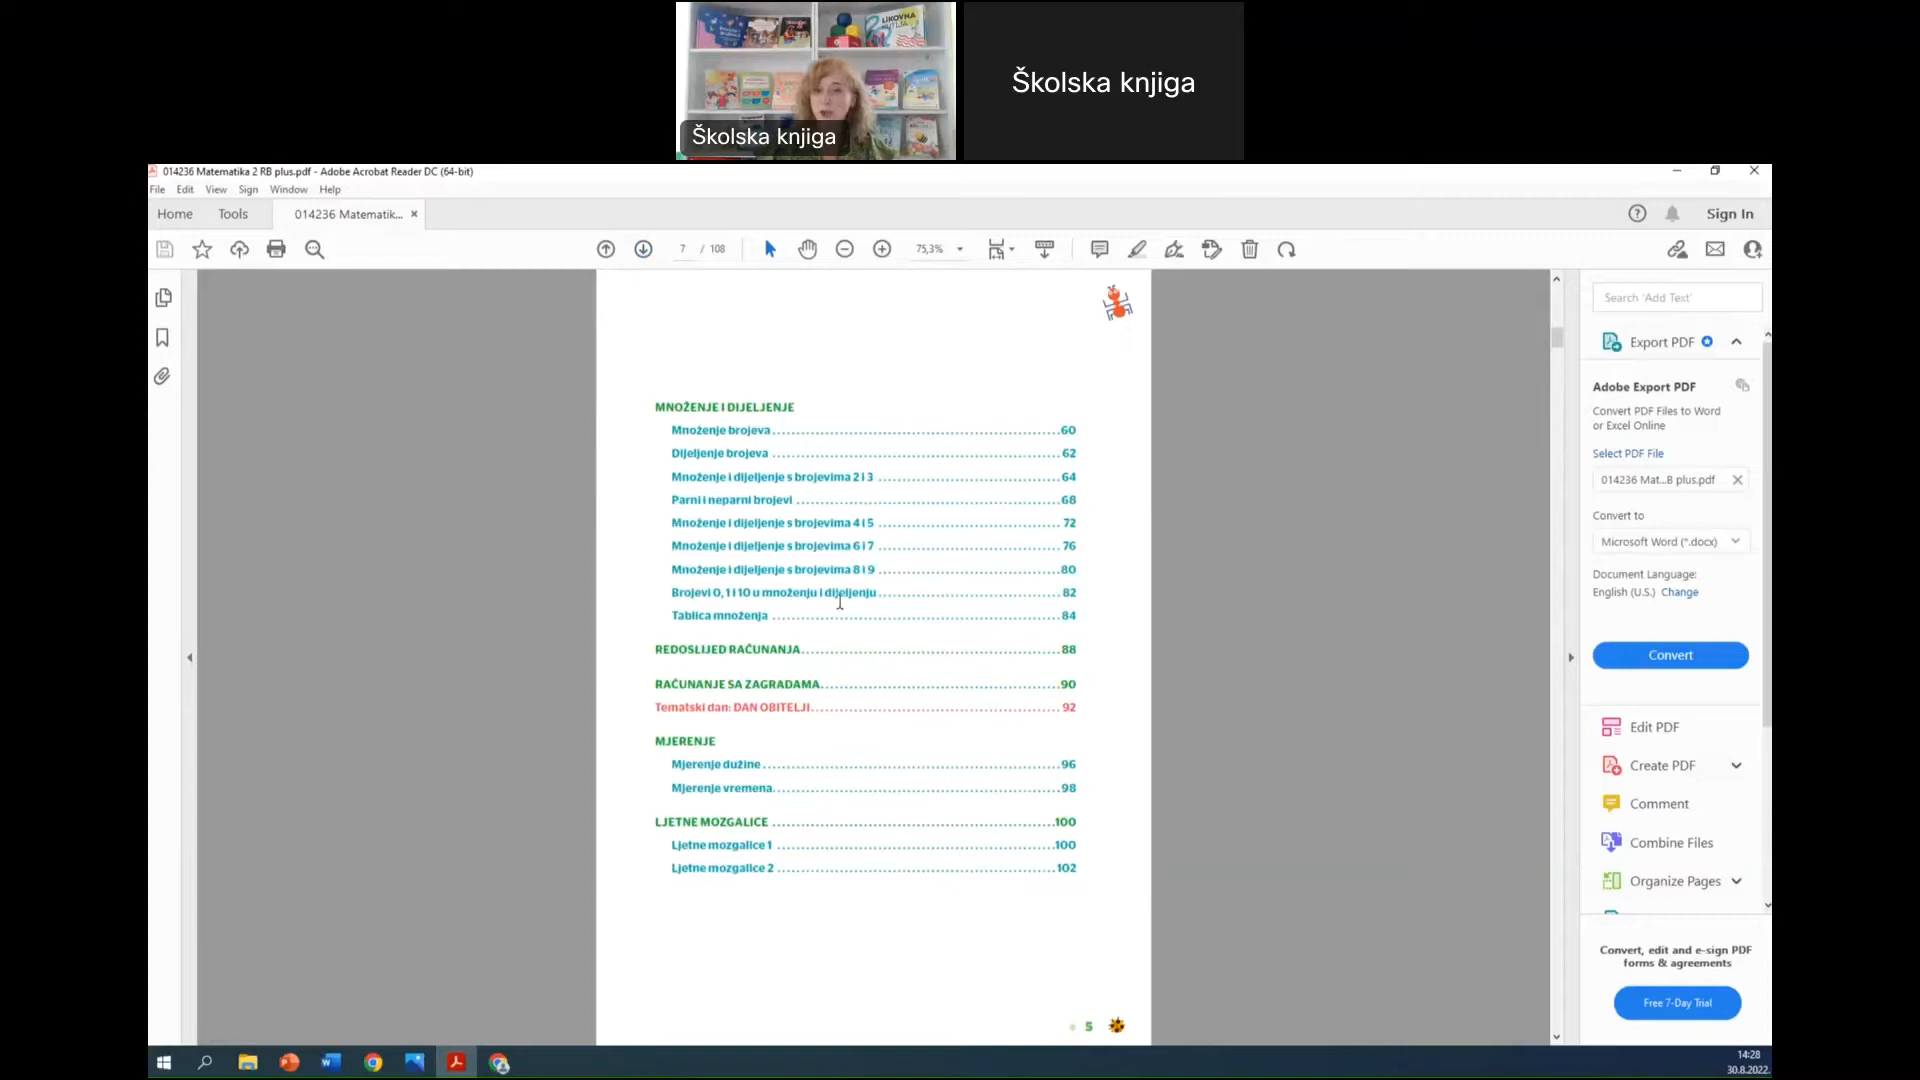 LIKOVNA
Školska knjiga
Školska knjiga
014236 Matematika 2 RB plus.pdf - Adobe Acrobat Reader DC (64-bit)
File Edit View Sign Window Help
Home Tools 014236 Matematik... Sign In
7 / 108 75,3%
Search 'Add Text'
Export PDF
Adobe Export PDF
Convert PDF Files to Word
or Excel Online
Select PDF File
014236 Mat...B plus.pdf
Convert to
Microsoft Word (*.docx)
Document Language:
English (U.S.) Change
Convert
Edit PDF
Create PDF
Comment
Combine Files
Organize Pages
Convert, edit and e-sign PDF
forms & agreements
Free 7-Day Trial
MNOŽENJE I DIJELJENJE
Množenje brojeva 60
Dijeljenje brojeva 62
Množenje i dijeljenje s brojevima 2 i 3 64
Parni i neparni brojevi 68
Množenje i dijeljenje s brojevima 4 i 5 72
Množenje i dijeljenje s brojevima 6 i 7 76
Množenje i dijeljenje s brojevima 8 i 9 80
Brojevi 0, 1 i 10 u množenju i dijeljenju 82
Tablica množenja 84
REDOSLIJED RAČUNANJA 88
RAČUNANJE SA ZAGRADAMA 90
Tematski dan: DAN OBITELJI 92
MJERENJE
Mjerenje dužine 96
Mjerenje vremena 98
LJETNE MOZGALICE 100
Ljetne mozgalice 1 100
Ljetne mozgalice 2 102
5
14:28
30.8.2022.